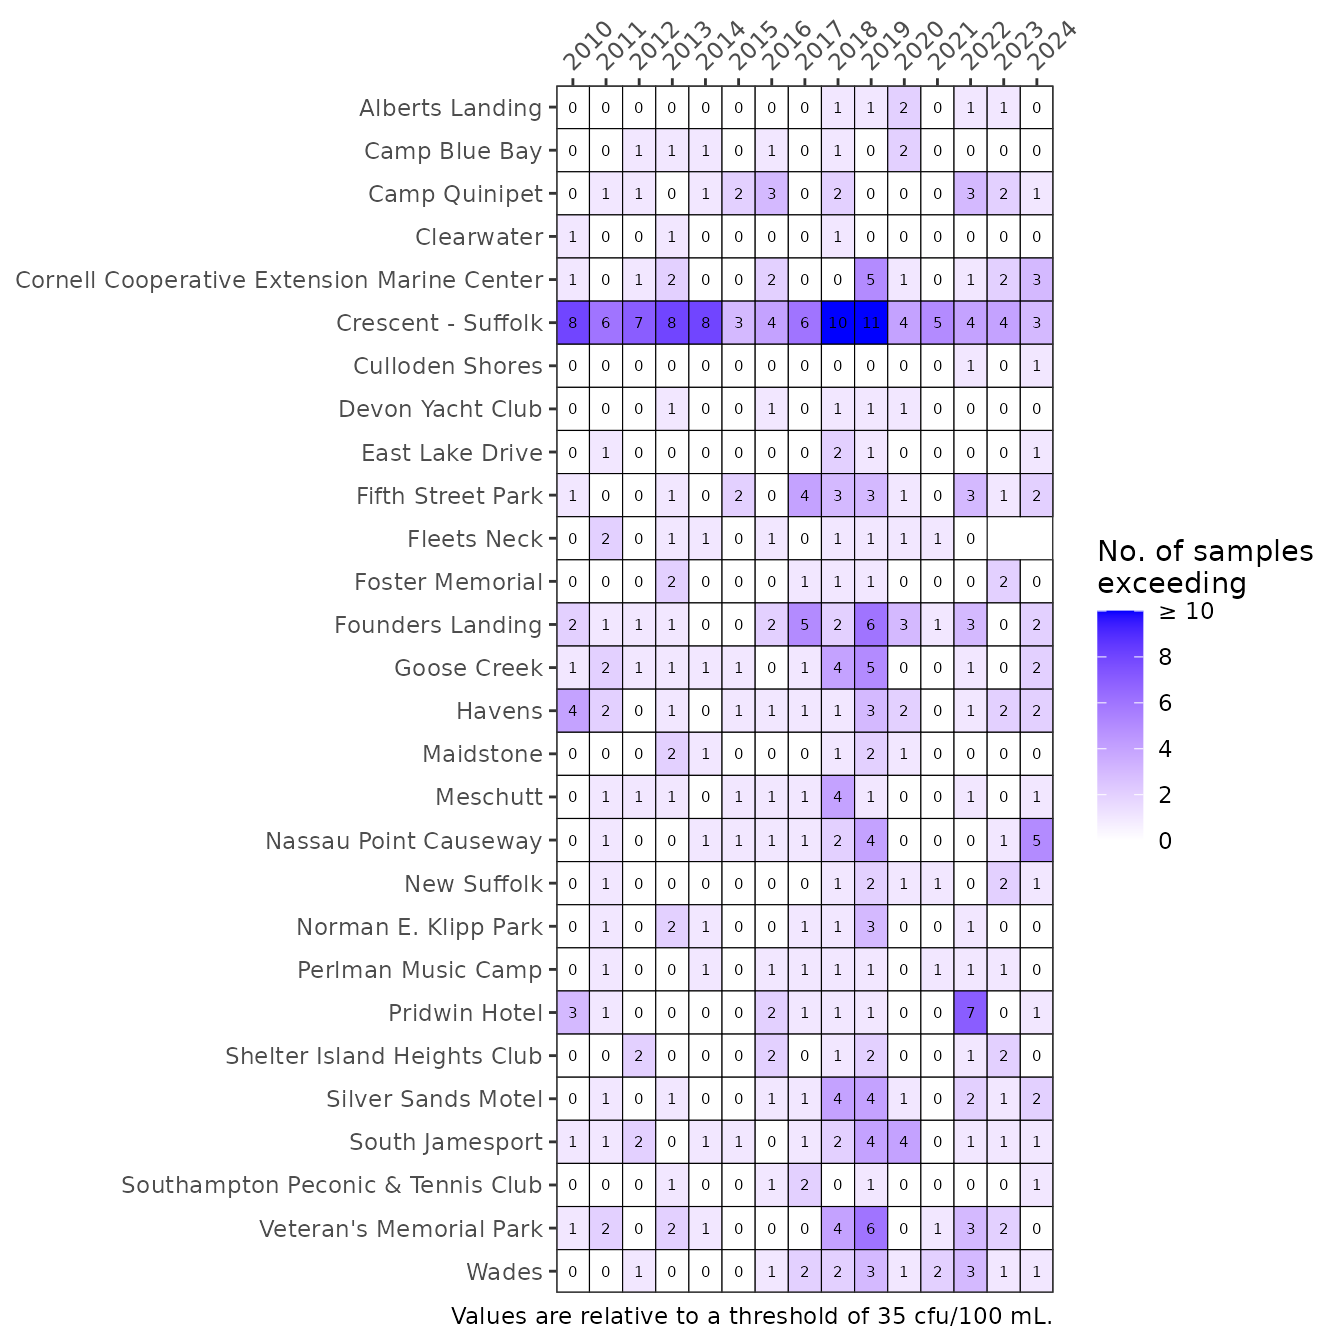 2010 2011 2012 2013 2014 2015 2016 2017 2018 2019 2020 2021 2022 2023 2024
Alberts Landing 0 0 0 0 0 0 0 0 1 1 2 0 1 1 0
Camp Blue Bay 0 0 1 1 1 0 1 0 1 0 2 0 0 0 0
Camp Quinipet 0 1 1 0 1 2 3 0 2 0 0 0 3 2 1
Clearwater 1 0 0 1 0 0 0 0 1 0 0 0 0 0 0
Cornell Cooperative Extension Marine Center 1 0 1 2 0 0 2 0 0 5 1 0 1 2 3
Crescent - Suffolk 8 6 7 8 8 3 4 6 10 11 4 5 4 4 3
Culloden Shores 0 0 0 0 0 0 0 0 0 0 0 0 1 0 1
Devon Yacht Club 0 0 0 1 0 0 1 0 1 1 1 0 0 0 0
East Lake Drive 0 1 0 0 0 0 0 0 2 1 0 0 0 0 1
Fifth Street Park 1 0 0 1 0 2 0 4 3 3 1 0 3 1 2
Fleets Neck 0 2 0 1 1 0 1 0 1 1 1 1 0
Foster Memorial 0 0 0 2 0 0 0 1 1 1 0 0 0 2 0
Founders Landing 2 1 1 1 0 0 2 5 2 6 3 1 3 0 2
Goose Creek 1 2 1 1 1 1 0 1 4 5 0 0 1 0 2
Havens 4 2 0 1 0 1 1 1 1 3 2 0 1 2 2
Maidstone 0 0 0 2 1 0 0 0 1 2 1 0 0 0 0
Meschutt 0 1 1 1 0 1 1 1 4 1 0 0 1 0 1
Nassau Point Causeway 0 1 0 0 1 1 1 1 2 4 0 0 0 1 5
New Suffolk 0 1 0 0 0 0 0 0 1 2 1 1 0 2 1
Norman E. Klipp Park 0 1 0 2 1 0 0 1 1 3 0 0 1 0 0
Perlman Music Camp 0 1 0 0 1 0 1 1 1 1 0 1 1 1 0
Pridwin Hotel 3 1 0 0 0 0 2 1 1 1 0 0 7 0 1
Shelter Island Heights Club 0 0 2 0 0 0 2 0 1 2 0 0 1 2 0
Silver Sands Motel 0 1 0 1 0 0 1 1 4 4 1 0 2 1 2
South Jamesport 1 1 2 0 1 1 0 1 2 4 4 0 1 1 1
Southampton Peconic & Tennis Club 0 0 0 1 0 0 1 2 0 1 0 0 0 0 1
Veteran's Memorial Park 1 2 0 2 1 0 0 0 4 6 0 1 3 2 0
Wades 0 0 1 0 0 0 1 2 2 3 1 2 3 1 1
Values are relative to a threshold of 35 cfu/100 mL.
No. of samples
exceeding
≥ 10
8
6
4
2
0